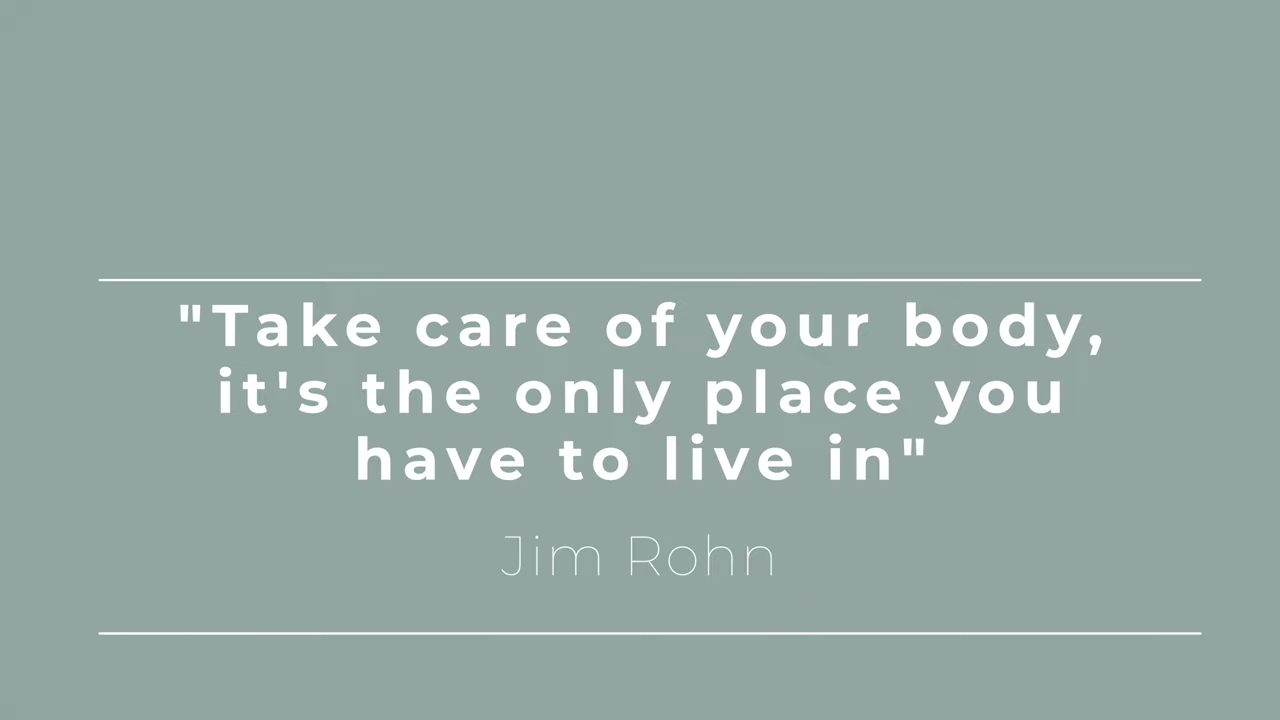 "Take care of your body,
it's the only place you
have to live in"
Jim Rohn